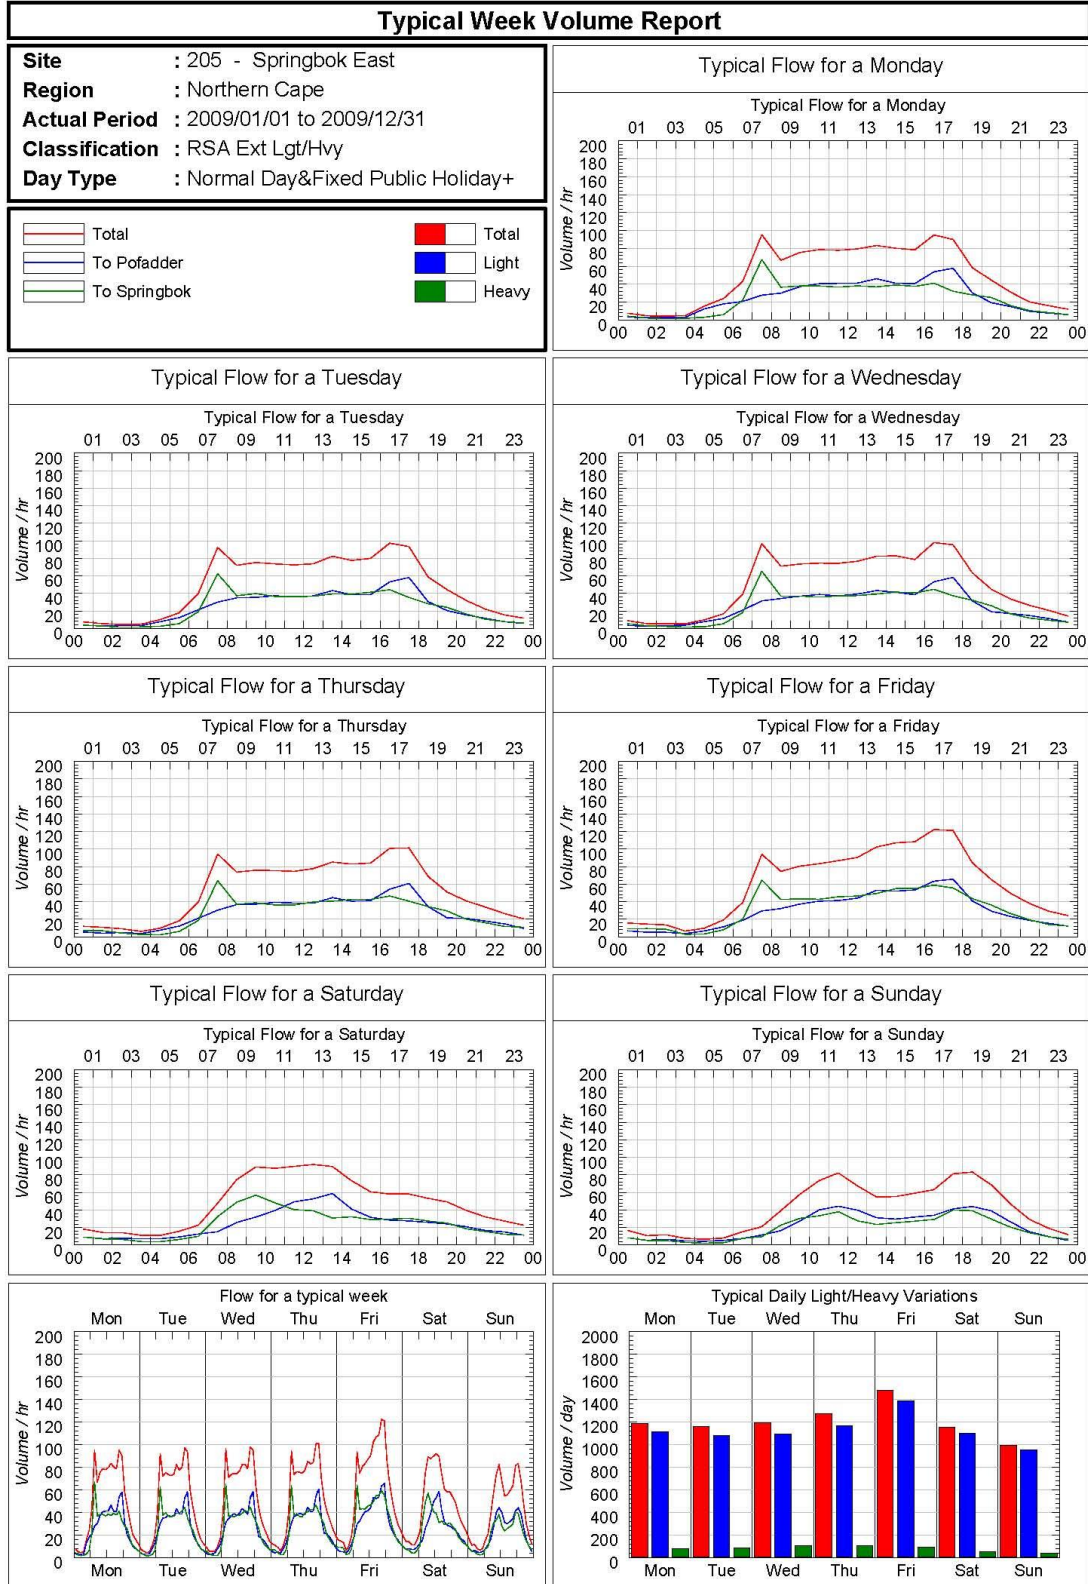 Typical Week Volume Report
Site : 205 - Springbok East
Region : Northern Cape
Actual Period : 2009/01/01 to 2009/12/31
Classification : RSA Ext Lgt/Hvy
Day Type : Normal Day&Fixed Public Holiday+
Total
To Pofadder
To Springbok
Total
Light
Heavy
Typical Flow for a Monday
Typical Flow for a Monday
01 03 05 07 09 11 13 15 17 19 21 23
200
180
160
140
120
100
80
60
40
20
0
Volume / hr
00 02 04 06 08 10 12 14 16 18 20 22 00
Typical Flow for a Tuesday
Typical Flow for a Tuesday
01 03 05 07 09 11 13 15 17 19 21 23
200
180
160
140
120
100
80
60
40
20
0
Volume / hr
00 02 04 06 08 10 12 14 16 18 20 22 00
Typical Flow for a Wednesday
Typical Flow for a Wednesday
01 03 05 07 09 11 13 15 17 19 21 23
200
180
160
140
120
100
80
60
40
20
0
Volume / hr
00 02 04 06 08 10 12 14 16 18 20 22 00
Typical Flow for a Thursday
Typical Flow for a Thursday
01 03 05 07 09 11 13 15 17 19 21 23
200
180
160
140
120
100
80
60
40
20
0
Volume / hr
00 02 04 06 08 10 12 14 16 18 20 22 00
Typical Flow for a Friday
Typical Flow for a Friday
01 03 05 07 09 11 13 15 17 19 21 23
200
180
160
140
120
100
80
60
40
20
0
Volume / hr
00 02 04 06 08 10 12 14 16 18 20 22 00
Typical Flow for a Saturday
Typical Flow for a Saturday
01 03 05 07 09 11 13 15 17 19 21 23
200
180
160
140
120
100
80
60
40
20
0
Volume / hr
00 02 04 06 08 10 12 14 16 18 20 22 00
Typical Flow for a Sunday
Typical Flow for a Sunday
01 03 05 07 09 11 13 15 17 19 21 23
200
180
160
140
120
100
80
60
40
20
0
Volume / hr
00 02 04 06 08 10 12 14 16 18 20 22 00
Flow for a typical week
Mon Tue Wed Thu Fri Sat Sun
200
180
160
140
120
100
80
60
40
20
0
Volume / hr
Mon Tue Wed Thu Fri Sat Sun
Typical Daily Light/Heavy Variations
Mon Tue Wed Thu Fri Sat Sun
2000
1800
1600
1400
1200
1000
800
600
400
200
0
Volume / day
Mon Tue Wed Thu Fri Sat Sun